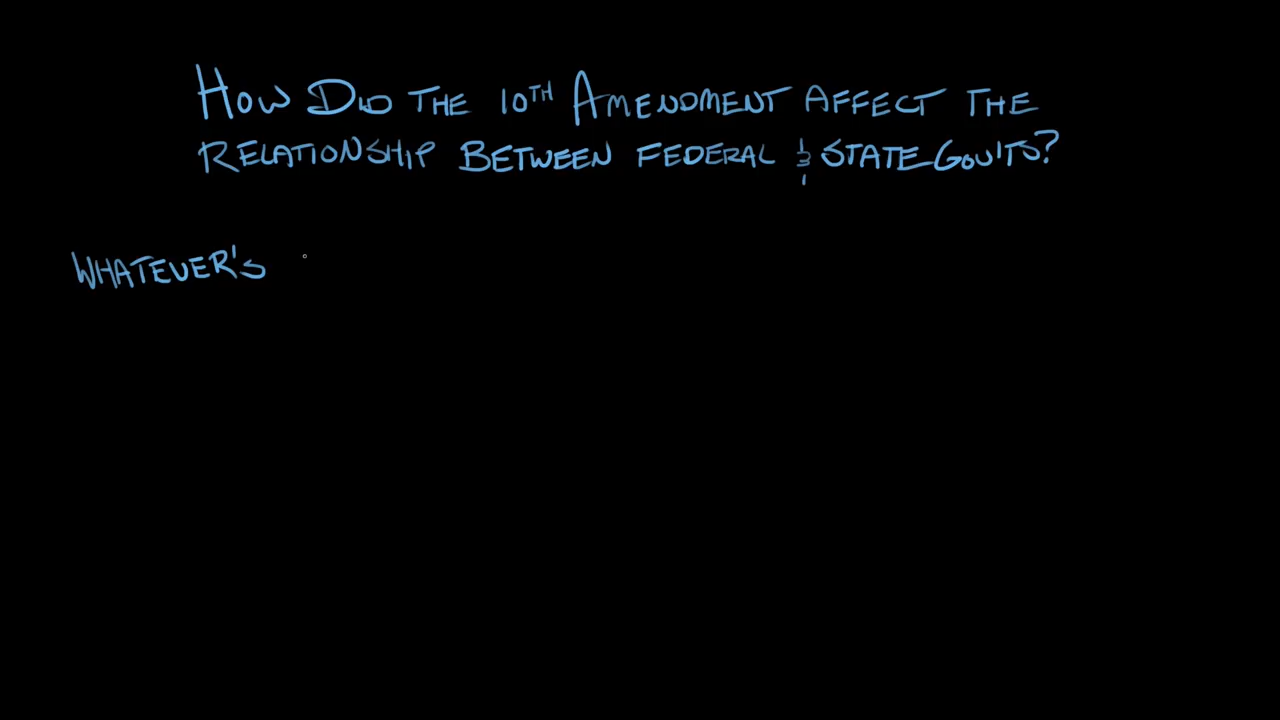 How Did THE 10TH AMENDMENT AFFECT THE
RELATIONSHIP BETWEEN FEDERAL & STATE GOV'TS?
WHATEVER'S